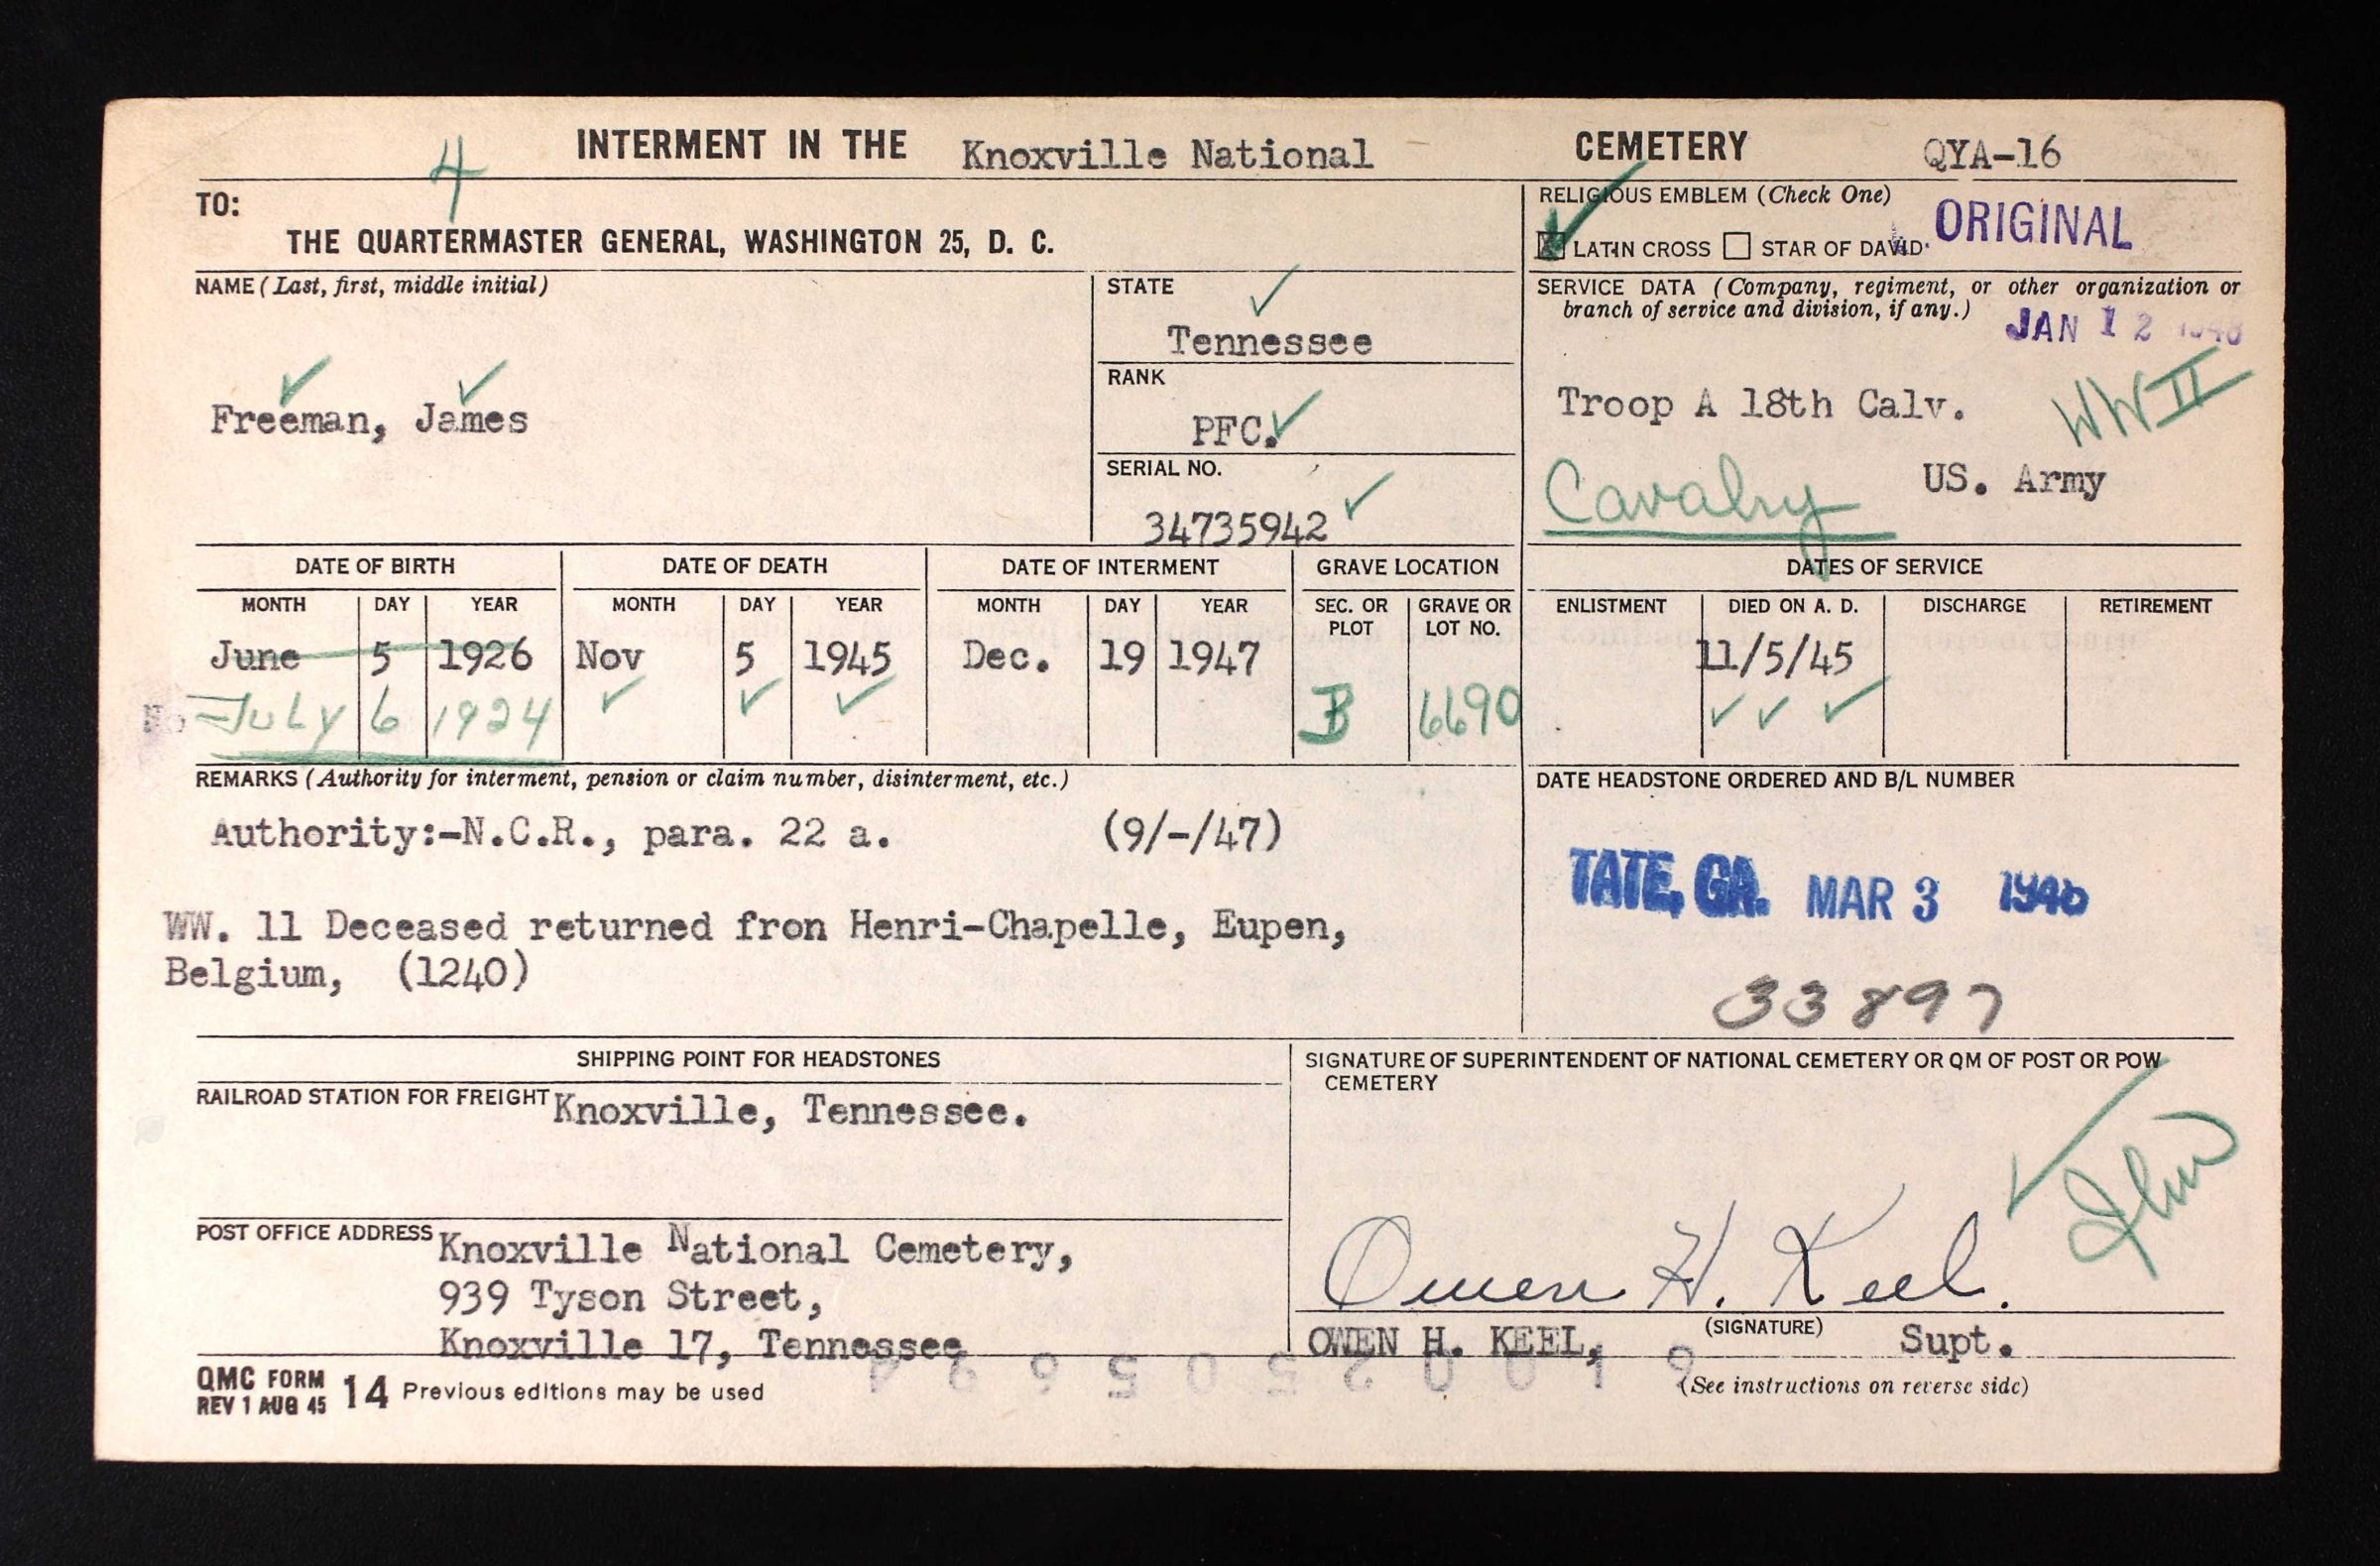 INTERMENT IN THE Knoxville National CEMETERY QYA-16
4
TO:
THE QUARTERMASTER GENERAL, WASHINGTON 25, D. C.
RELIGIOUS EMBLEM (Check One)
LATIN CROSS STAR OF DAVID
ORIGINAL
NAME (Last, first, middle initial)
Freeman, James
STATE
Tennessee
RANK
PFC.
SERIAL NO.
34735942
SERVICE DATA (Company, regiment, or other organization or
branch of service and division, if any.)
JAN 12 1948
Troop A 18th Calv.
WW II
Cavalry US. Army
DATE OF BIRTH DATE OF DEATH DATE OF INTERMENT GRAVE LOCATION DATES OF SERVICE
MONTH DAY YEAR MONTH DAY YEAR MONTH DAY YEAR SEC. OR PLOT GRAVE OR LOT NO. ENLISTMENT DIED ON A. D. DISCHARGE RETIREMENT
June 5 1926 Nov 5 1945 Dec. 19 1947 11/5/45
July 6 1924 B 6690
REMARKS (Authority for interment, pension or claim number, disinterment, etc.)
Authority:-N.C.R., para. 22 a. (9/-/47)
WW. 11 Deceased returned fron Henri-Chapelle, Eupen,
Belgium, (1240)
DATE HEADSTONE ORDERED AND B/L NUMBER
TATE, GA. MAR 3
33897
SHIPPING POINT FOR HEADSTONES
RAILROAD STATION FOR FREIGHT Knoxville, Tennessee.
POST OFFICE ADDRESS Knoxville National Cemetery,
939 Tyson Street,
Knoxville 17, Tennessee
SIGNATURE OF SUPERINTENDENT OF NATIONAL CEMETERY OR QM OF POST OR POW
CEMETERY
Owen H. Keel.
(SIGNATURE)
OWEN H. KEEL, Supt.
QMC FORM 14 Previous editions may be used
REV 1 AUG 45
(See instructions on reverse side)